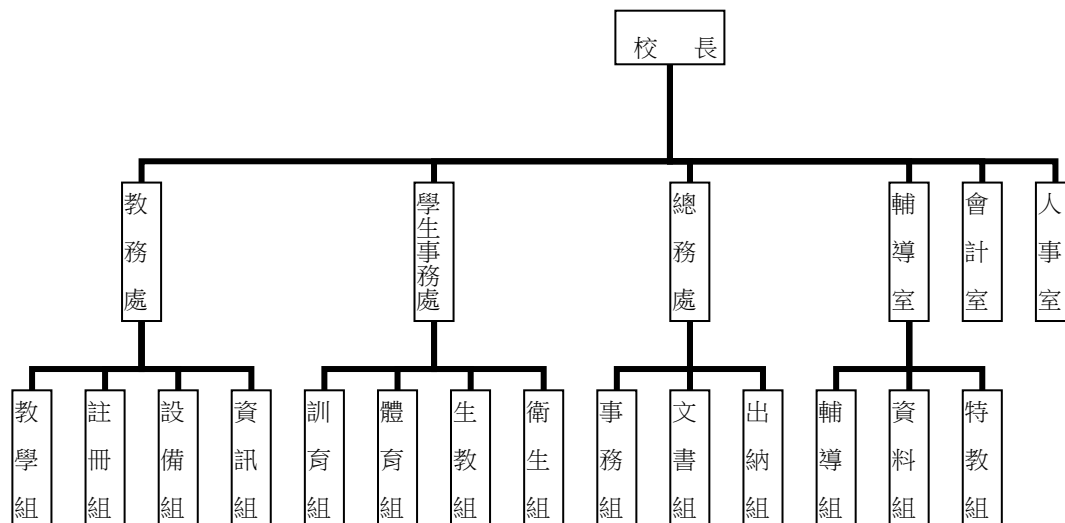 校長
教務處
學生事務處
總務處
輔導室
會計室
人事室
教學組
註冊組
設備組
資訊組
訓育組
體育組
生教組
衛生組
事務組
文書組
出納組
輔導組
資料組
特教組